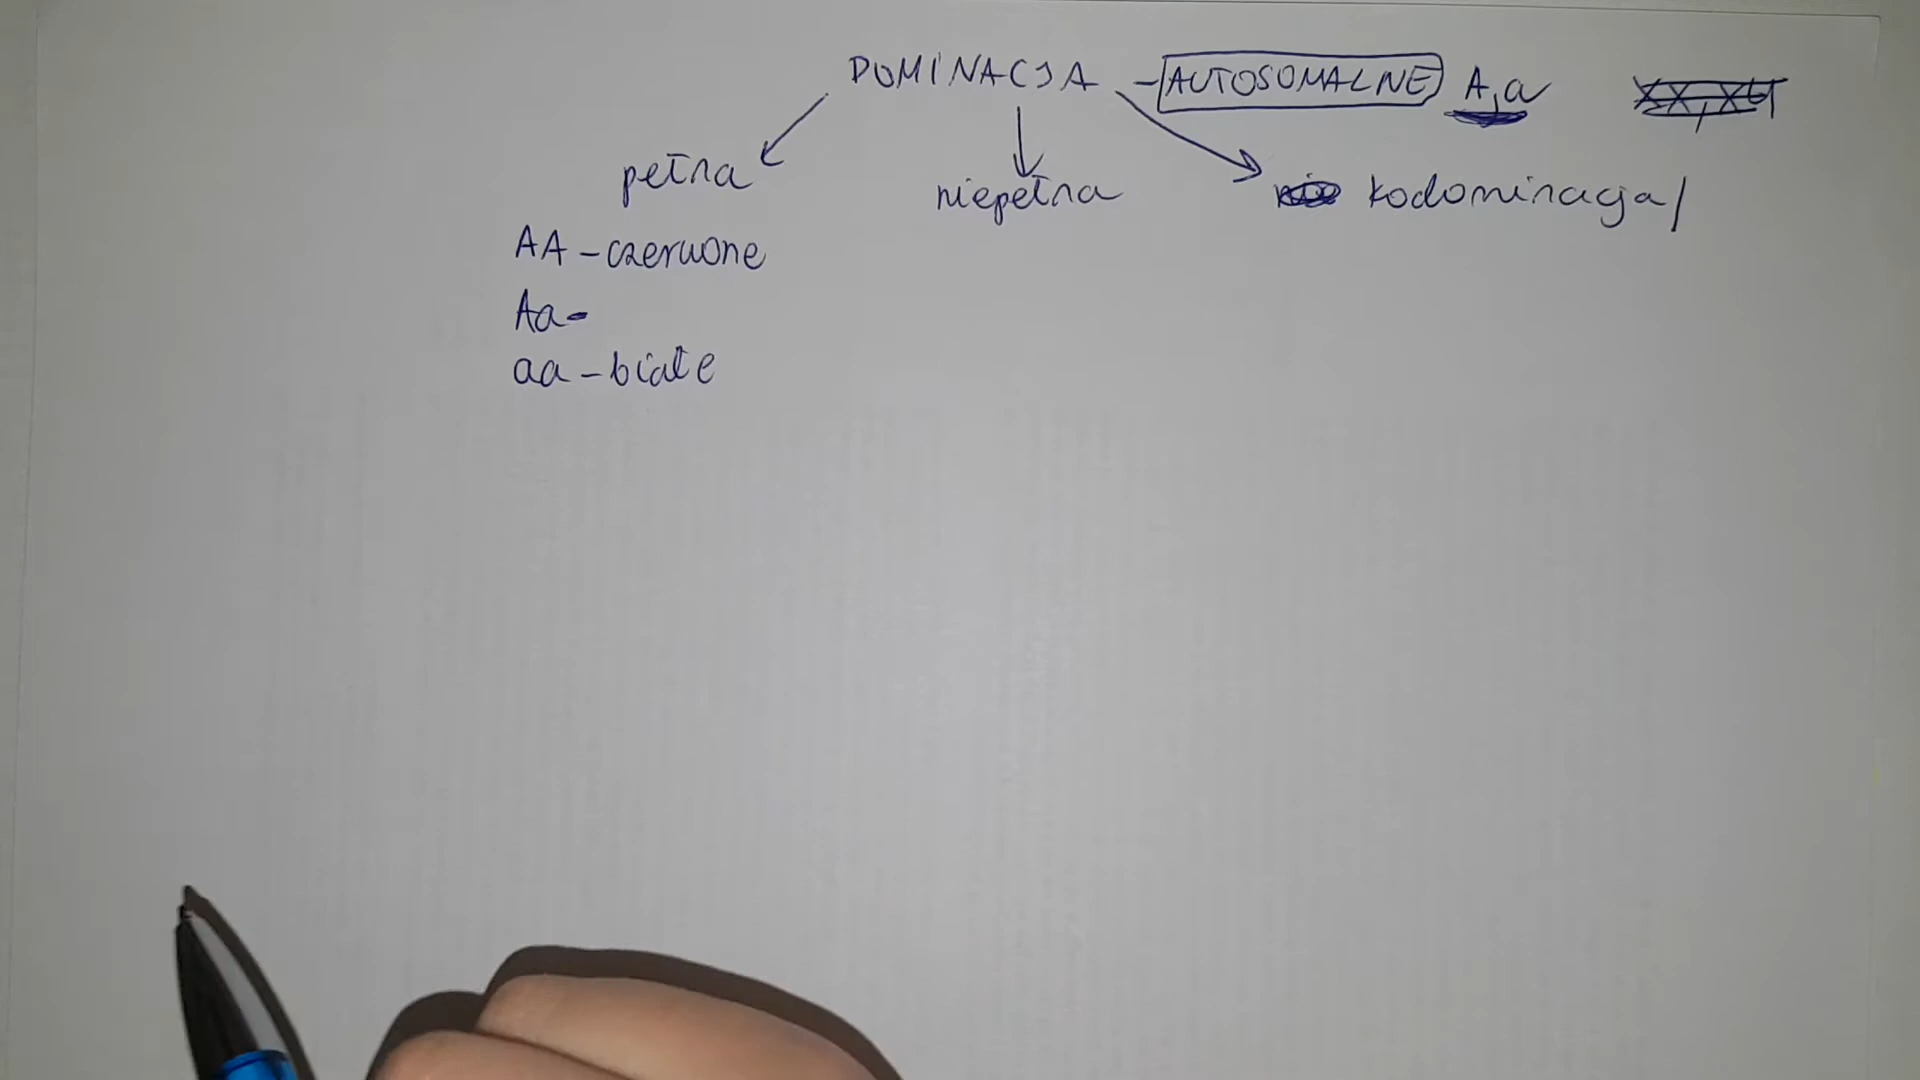 DOMINACJA - AUTOSOMALNE A, a
pełna
niepełna
kodominacja/
AA - czerwone
Aa -
aa - białe